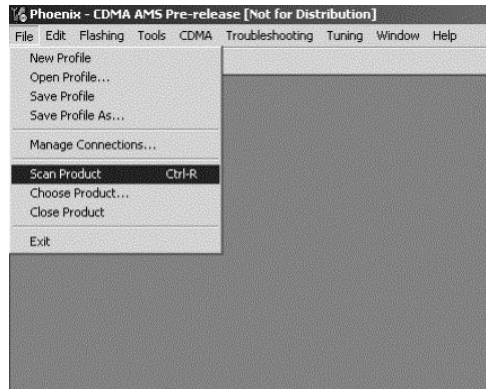 Phoenix - CDMA AMS Pre-release [Not for Distribution]
File Edit Flashing Tools CDMA Troubleshooting Tuning Window Help
New Profile
Open Profile...
Save Profile
Save Profile As...
Manage Connections...
Scan Product Ctrl-R
Choose Product...
Close Product
Exit